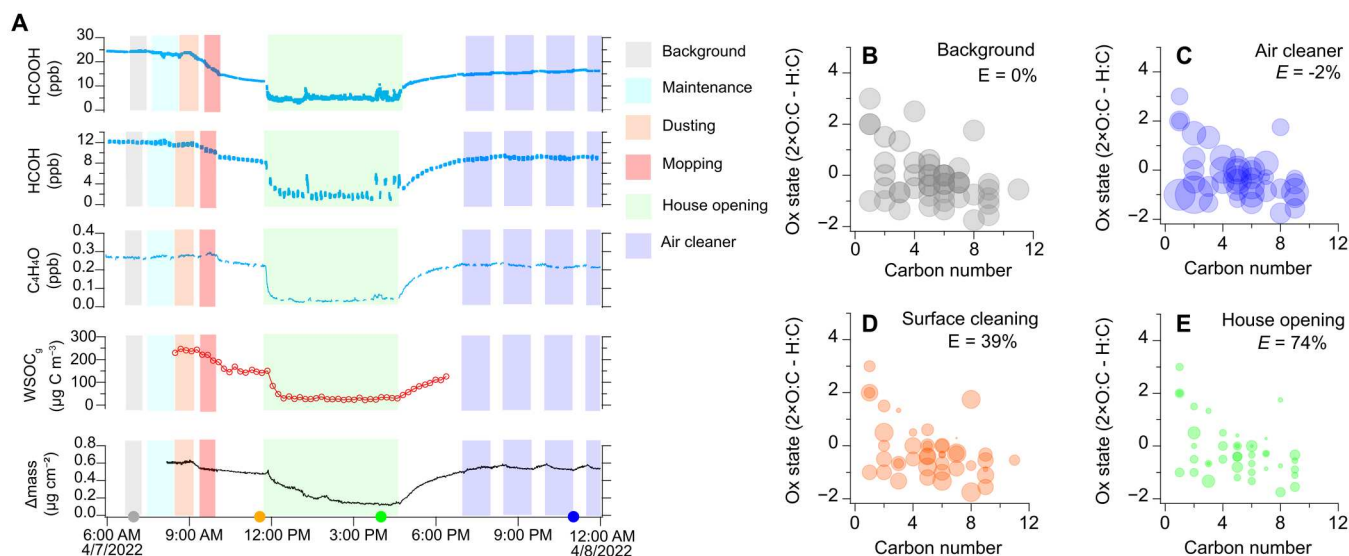 A
HCOOH
(ppb)
30
20
10
0
HCOH
(ppb)
12
8
4
0
C₄H₄O
(ppb)
0.4
0.3
0.2
0.1
0.0
WSOCg
(µg C m⁻³)
300
200
100
0
Δmass
(µg cm⁻²)
0.8
0.6
0.4
0.2
0.0
6:00 AM 9:00 AM 12:00 PM 3:00 PM 6:00 PM 9:00 PM 12:00 AM
4/7/2022 4/8/2022
Background
Maintenance
Dusting
Mopping
House opening
Air cleaner
B Background
E = 0%
Ox state (2×O:C - H:C)
4
2
0
−2
0 4 8 12
Carbon number
C Air cleaner
E = -2%
Ox state (2×O:C - H:C)
4
2
0
−2
0 4 8 12
Carbon number
D Surface cleaning
E = 39%
Ox state (2×O:C - H:C)
4
2
0
−2
0 4 8 12
Carbon number
E House opening
E = 74%
Ox state (2×O:C - H:C)
4
2
0
−2
0 4 8 12
Carbon number